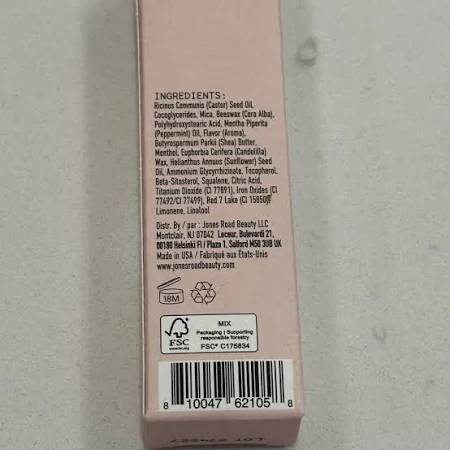 INGREDIENTS:
Ricinus Communis (Castor) Seed Oil,
Cocoglycerides, Mica, Beeswax (Cera Alba),
Polyhydroxystearic Acid, Mentha Piperita
(Peppermint) Oil, Flavor (Aroma),
Butyrospermum Parkii (Shea) Butter,
Menthol, Euphorbia Cerifera (Candelilla)
Wax, Helianthus Annuus (Sunflower) Seed
Oil, Ammonium Glycyrrhizinate, Tocopherol,
Beta-Sitosterol, Squalene, Citric Acid,
Titanium Dioxide (CI 77891), Iron Oxides (CI
77492/CI 77499), Red 7 Lake (CI 15850)
Limonene, Linalool
Distr. By / par : Jones Road Beauty LLC
Montclair, NJ 07042 Leceur, Bulevardi 21,
00180 Helsinki FI / Plaza 1, Salford M50 3UB UK
Made in USA / Fabriqué aux États-Unis
www.jonesroadbeauty.com
18M
FSC
www.fsc.org
MIX
Packaging | Supporting
responsible forestry
FSC® C175834
8 10047 62105 8
LOT